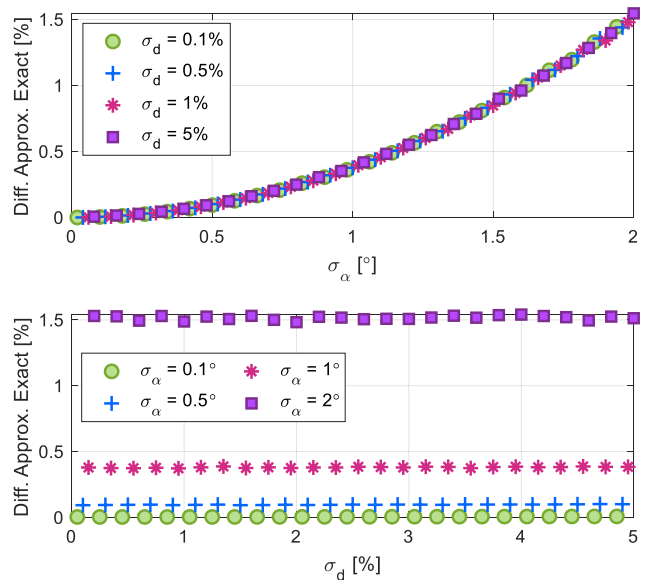 Diff. Approx. Exact [%]
1.5
1
0.5
0
σd = 0.1%
σd = 0.5%
σd = 1%
σd = 5%
0 0.5 1 1.5 2
σα [°]
Diff. Approx. Exact [%]
1.5
1
0.5
0
σα = 0.1° σα = 1°
σα = 0.5° σα = 2°
0 1 2 3 4 5
σd [%]